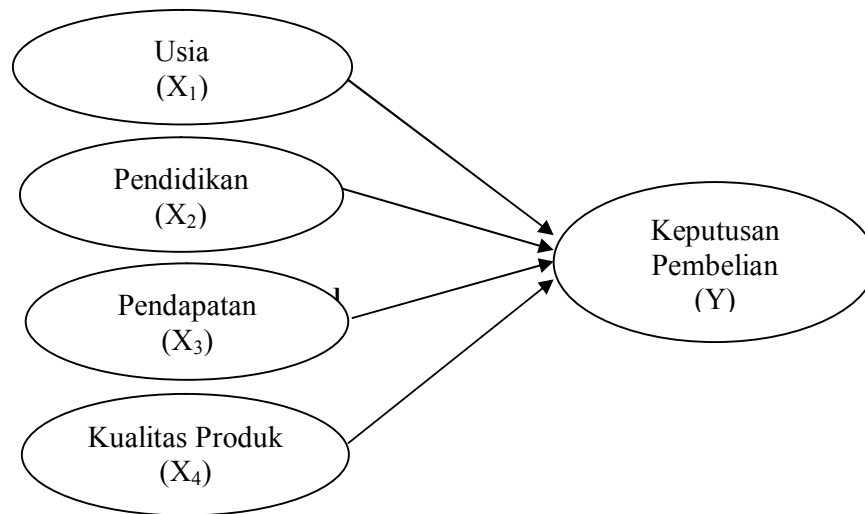 Usia
(X₁)
Pendidikan
(X₂)
Pendapatan
(X₃)
Kualitas Produk
(X₄)
Keputusan
Pembelian
(Y)